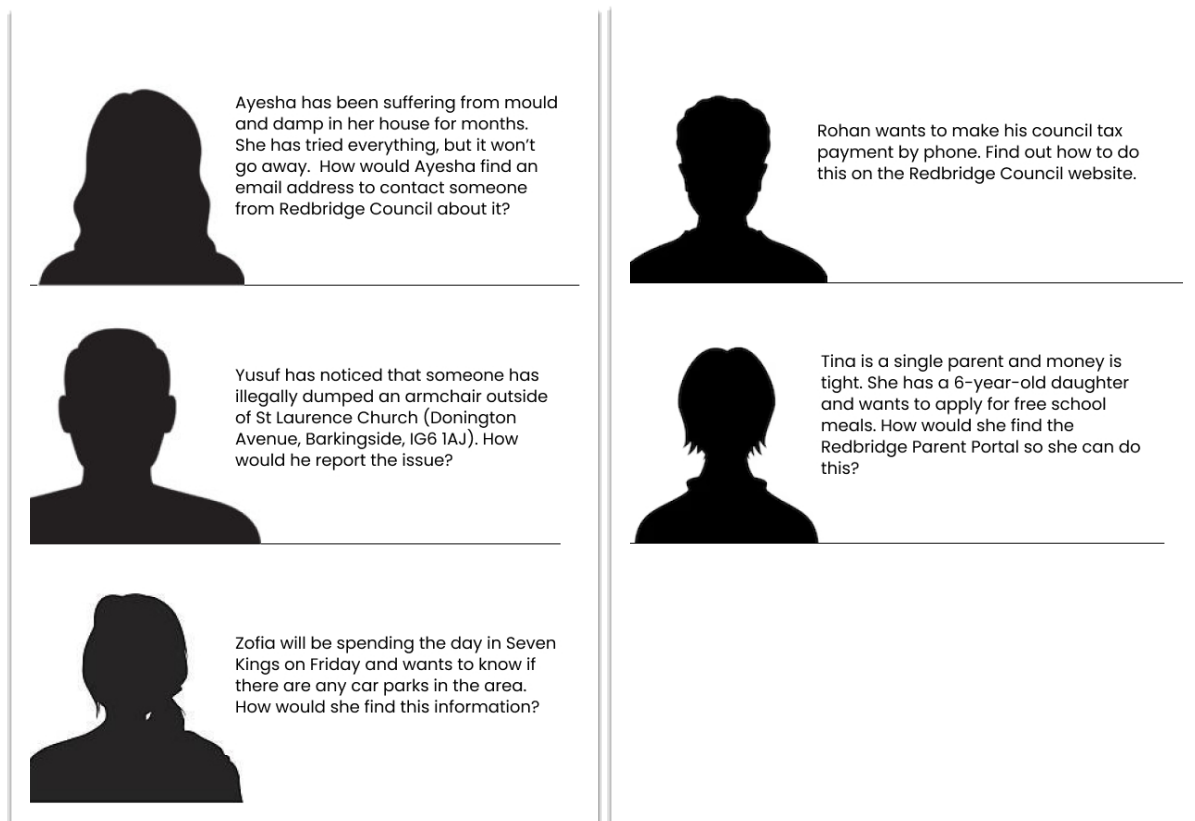 Ayesha has been suffering from mould
and damp in her house for months.
She has tried everything, but it won’t
go away.  How would Ayesha find an
email address to contact someone
from Redbridge Council about it?
Yusuf has noticed that someone has
illegally dumped an armchair outside
of St Laurence Church (Donington
Avenue, Barkingside, IG6 1AJ). How
would he report the issue?
Zofia will be spending the day in Seven
Kings on Friday and wants to know if
there are any car parks in the area.
How would she find this information?
Rohan wants to make his council tax
payment by phone. Find out how to do
this on the Redbridge Council website.
Tina is a single parent and money is
tight. She has a 6-year-old daughter
and wants to apply for free school
meals. How would she find the
Redbridge Parent Portal so she can do
this?